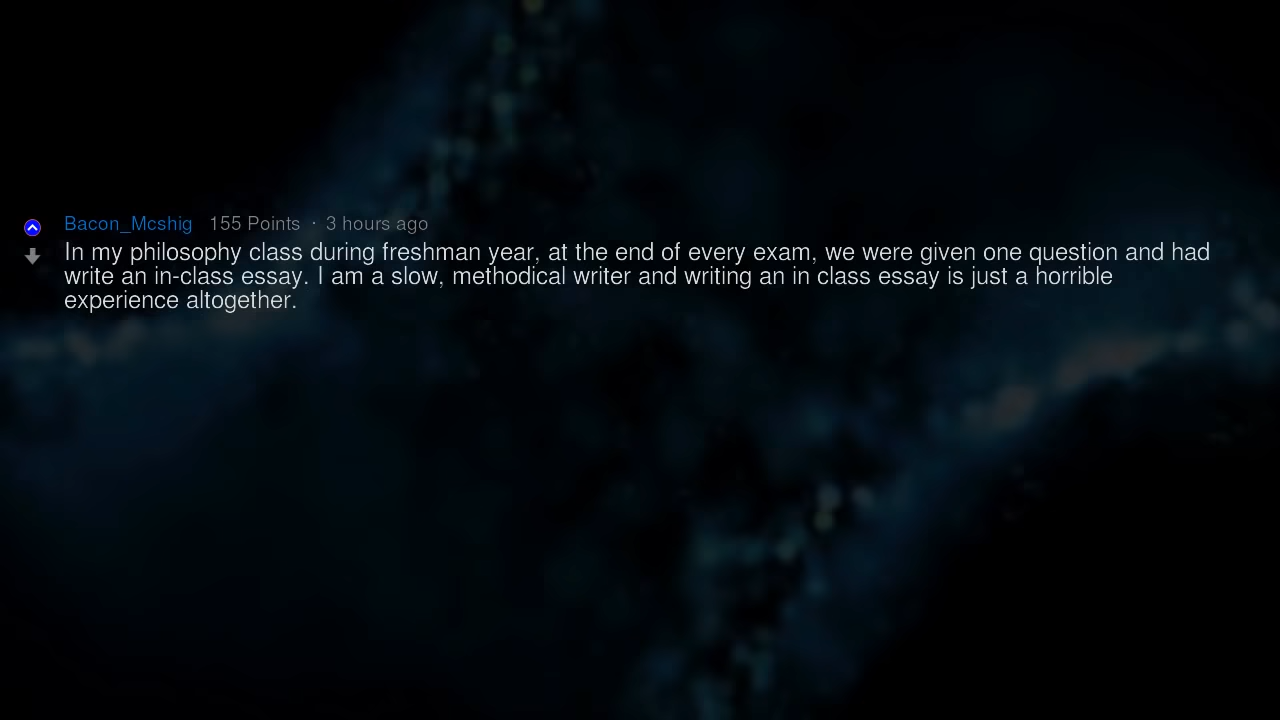 Bacon_Mcshig 155 Points · 3 hours ago
In my philosophy class during freshman year, at the end of every exam, we were given one question and had
write an in-class essay. I am a slow, methodical writer and writing an in class essay is just a horrible
experience altogether.